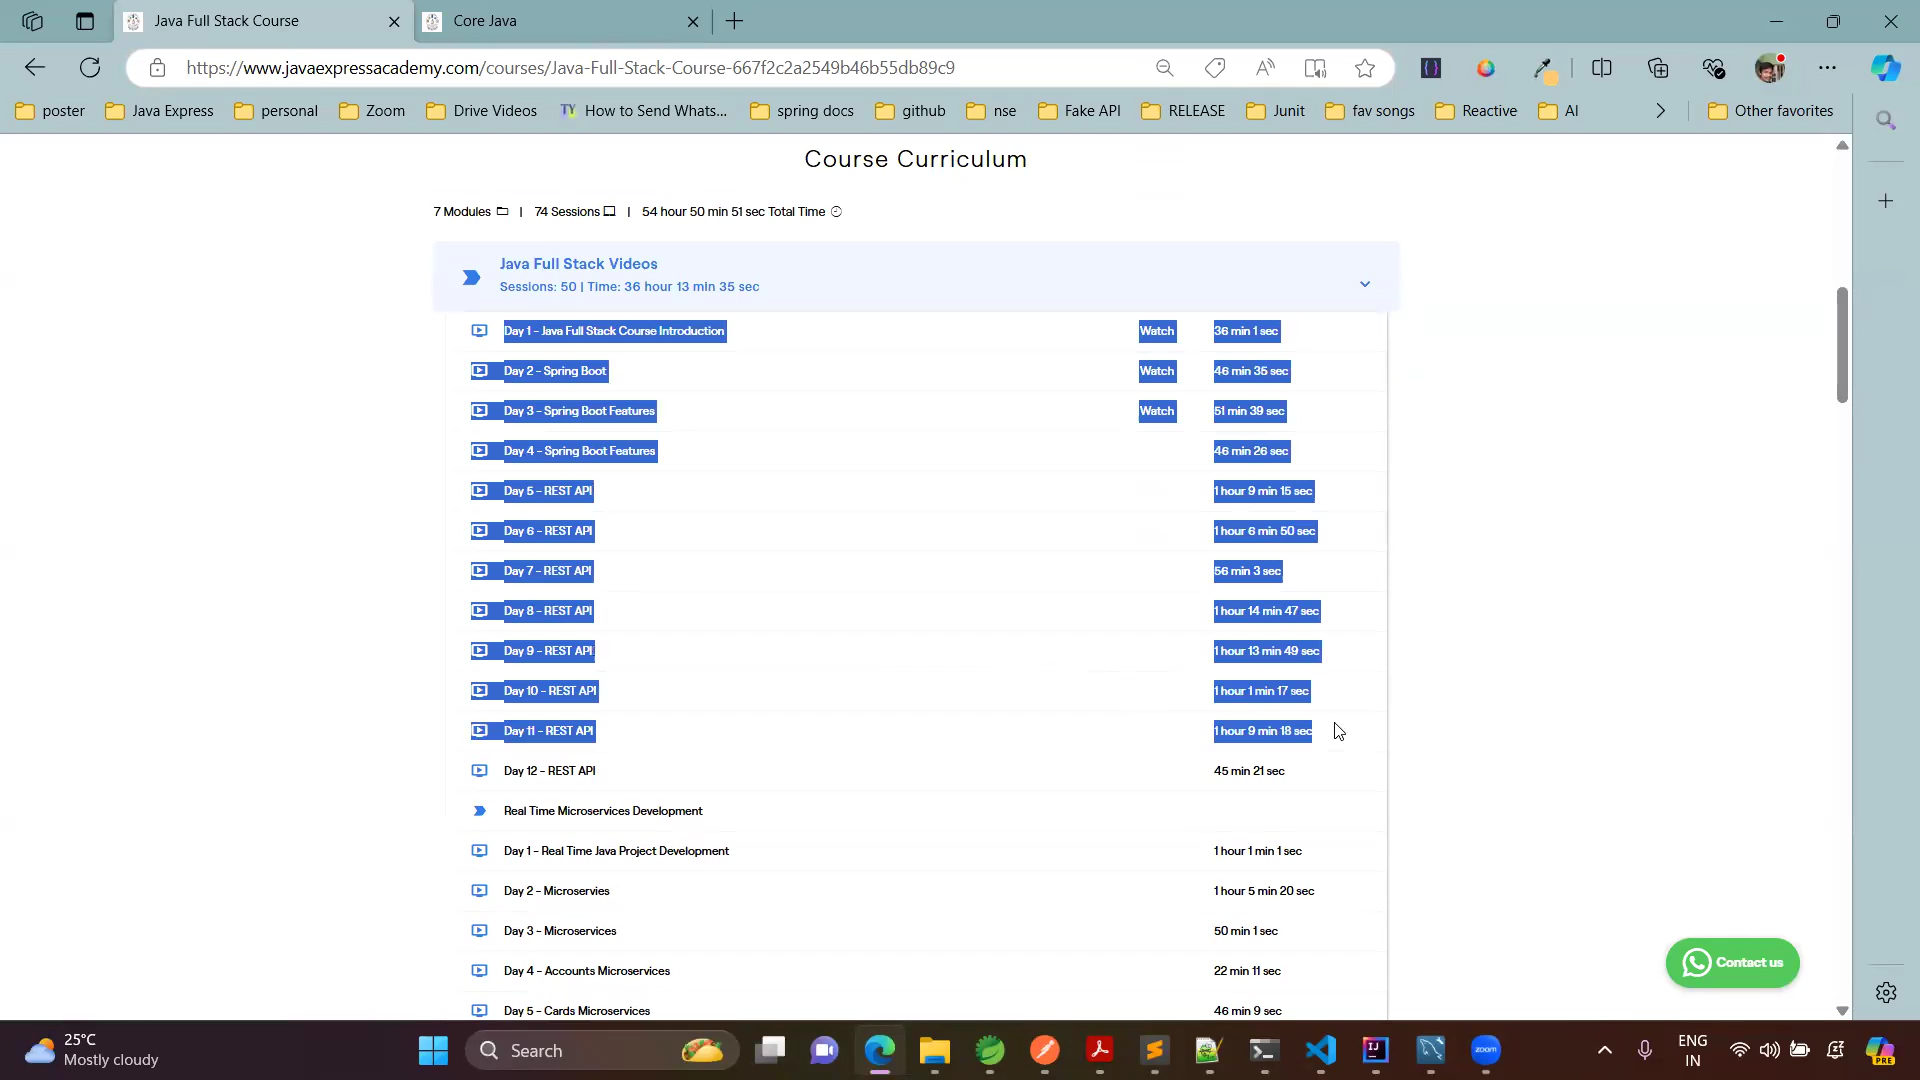 Java Full Stack Course
Core Java
https://www.javaexpressacademy.com/courses/Java-Full-Stack-Course-667f2c2a2549b46b55db89c9
poster
Java Express
personal
Zoom
Drive Videos
TY How to Send Whats...
spring docs
github
nse
Fake API
RELEASE
Junit
fav songs
Reactive
AI
Other favorites
Course Curriculum
7 Modules | 74 Sessions | 54 hour 50 min 51 sec Total Time
Java Full Stack Videos
Sessions: 50 | Time: 36 hour 13 min 35 sec
Day 1 - Java Full Stack Course Introduction Watch 36 min 1 sec
Day 2 - Spring Boot Watch 46 min 35 sec
Day 3 - Spring Boot Features Watch 51 min 39 sec
Day 4 - Spring Boot Features 46 min 26 sec
Day 5 - REST API 1 hour 9 min 15 sec
Day 6 - REST API 1 hour 6 min 50 sec
Day 7 - REST API 56 min 3 sec
Day 8 - REST API 1 hour 14 min 47 sec
Day 9 - REST API 1 hour 13 min 49 sec
Day 10 - REST API 1 hour 1 min 17 sec
Day 11 - REST API 1 hour 9 min 18 sec
Day 12 - REST API 45 min 21 sec
Real Time Microservices Development
Day 1 - Real Time Java Project Development 1 hour 1 min 1 sec
Day 2 - Microservies 1 hour 5 min 20 sec
Day 3 - Microservices 50 min 1 sec
Day 4 - Accounts Microservices 22 min 11 sec
Day 5 - Cards Microservices 46 min 9 sec
Contact us
25°C
Mostly cloudy
Search
zoom
ENG
IN
PRE